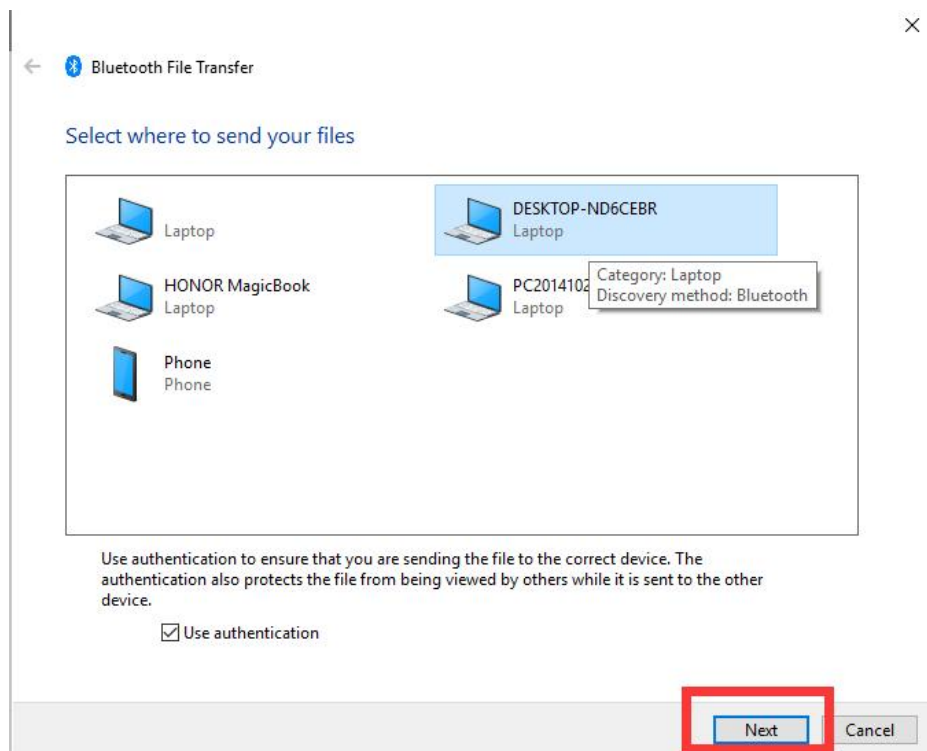 Bluetooth File Transfer
Select where to send your files
Laptop
DESKTOP-ND6CEBR
Laptop
HONOR MagicBook
Laptop
PC2014102
Laptop
Category: Laptop
Discovery method: Bluetooth
Phone
Phone
Use authentication to ensure that you are sending the file to the correct device. The
authentication also protects the file from being viewed by others while it is sent to the other
device.
Use authentication
Next
Cancel